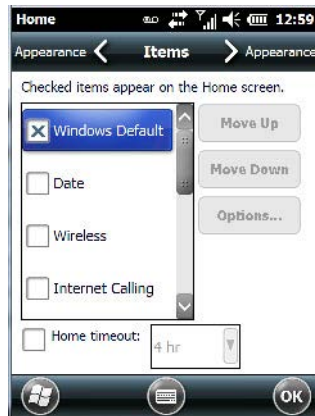 Home 12:59
Appearance Items Appearance
Checked items appear on the Home screen.
Windows Default
Move Up
Date
Move Down
Wireless
Options...
Internet Calling
Home timeout: 4 hr
OK